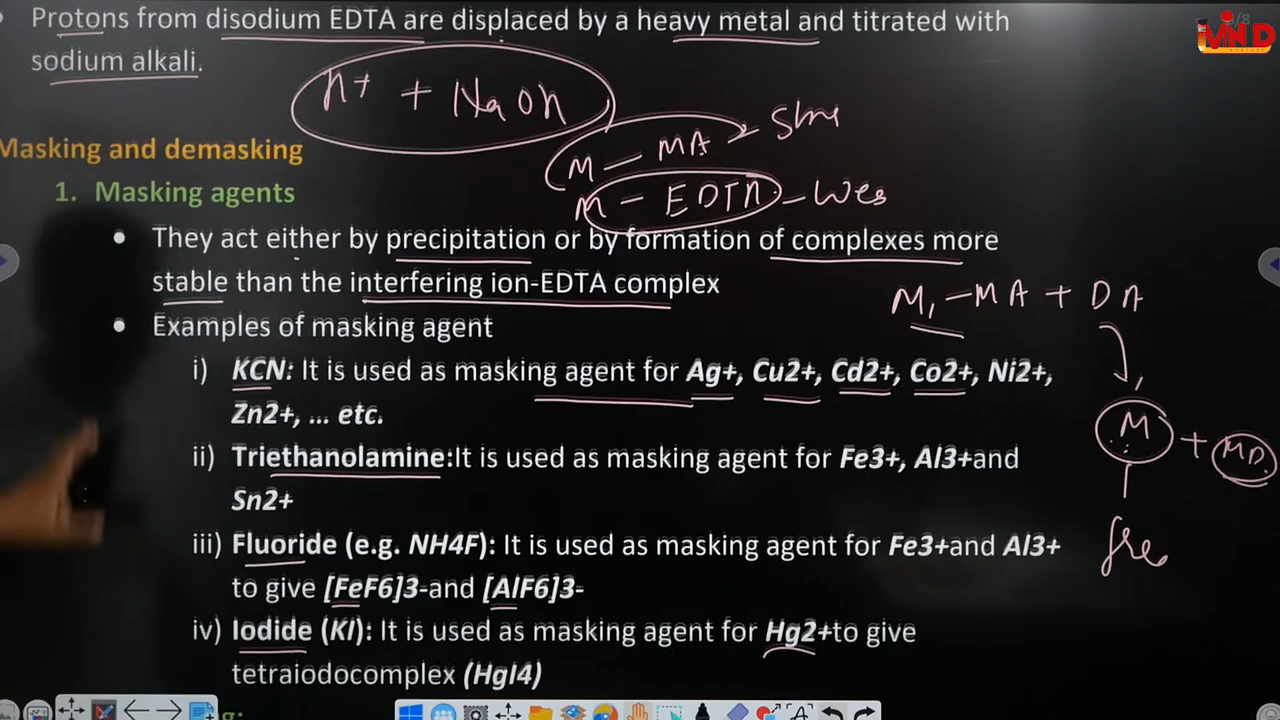 Protons from disodium EDTA are displaced by a heavy metal and titrated with
sodium alkali.
h+ + NaOh
Masking and demasking
M — MA
1. Masking agents
M — EDTA – Wea
• They act either by precipitation or by formation of complexes more
stable than the interfering ion-EDTA complex
M1 – MA + DA
• Examples of masking agent
i) KCN: It is used as masking agent for Ag+, Cu2+, Cd2+, Co2+, Ni2+,
Zn2+, ... etc.
M + MD
ii) Triethanolamine:It is used as masking agent for Fe3+, Al3+and
Sn2+
free
iii) Fluoride (e.g. NH4F): It is used as masking agent for Fe3+and Al3+
to give [FeF6]3-and [AlF6]3-
iv) Iodide (KI): It is used as masking agent for Hg2+to give
tetraiodocomplex (HgI4)